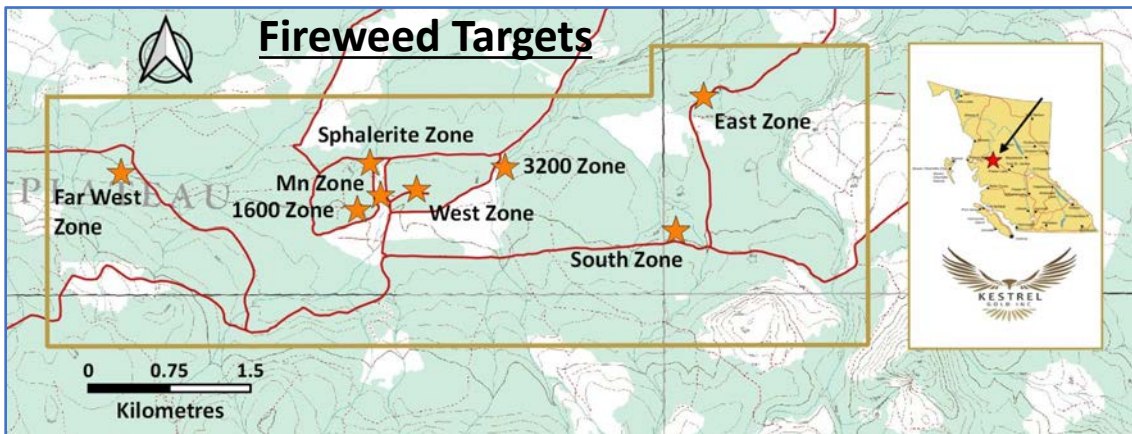 Fireweed Targets
Sphalerite Zone
East Zone
3200 Zone
Mn Zone
PLATEAU
Far West
Zone
1600 Zone
West Zone
South Zone
0 0.75 1.5
Kilometres
KESTREL
GOLD INC